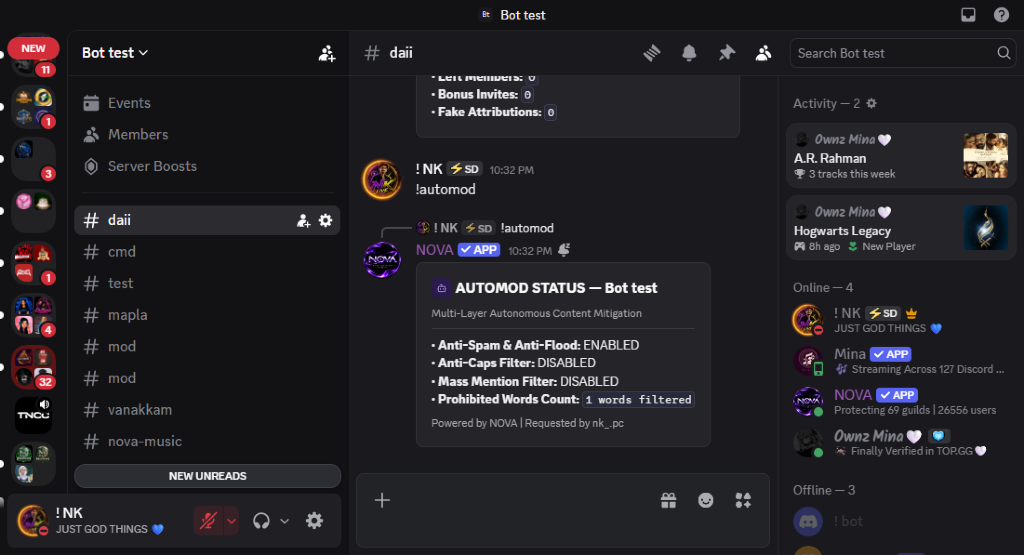 Bt Bot test
NEW
11
1
3
1
4
32
TNCU
Bot test
Events
Members
Server Boosts
daii
cmd
test
mapla
mod
mod
vanakkam
nova-music
NEW UNREADS
! NK
JUST GOD THINGS 💙
# daii
• Left Members: 0
• Bonus Invites: 0
• Fake Attributions: 0
! NK ⚡SD 10:32 PM
!automod
! NK ⚡SD !automod
NOVA ✓ APP 10:32 PM
NOVA
AUTOMOD STATUS — Bot test
Multi-Layer Autonomous Content Mitigation
• Anti-Spam & Anti-Flood: ENABLED
• Anti-Caps Filter: DISABLED
• Mass Mention Filter: DISABLED
• Prohibited Words Count: 1 words filtered
Powered by NOVA | Requested by nk_.pc
Search Bot test
Activity — 2
Ownz Mina🤍
A.R. Rahman
3 tracks this week
Ownz Mina🤍
Hogwarts Legacy
8h ago New Player
Online — 4
! NK ⚡SD
JUST GOD THINGS 💙
Mina ✓ APP
Streaming Across 127 Discord ...
NOVA ✓ APP
Protecting 69 guilds | 26556 users
Ownz Mina🤍
Finally Verified in TOP.GG🤍
Offline — 3
! bot